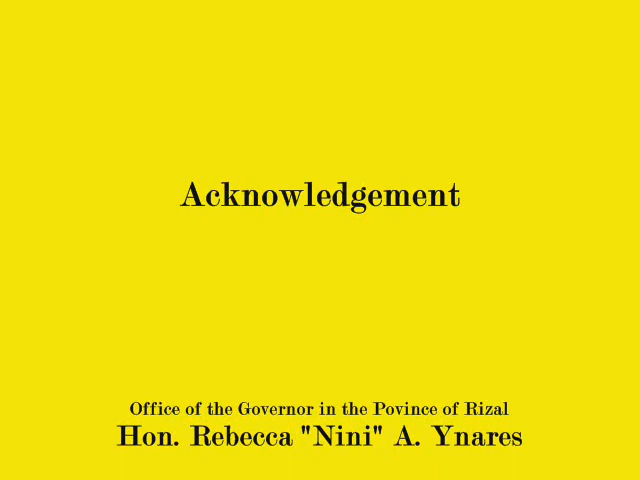 Acknowledgement
Office of the Governor in the Povince of Rizal
Hon. Rebecca "Nini" A. Ynares